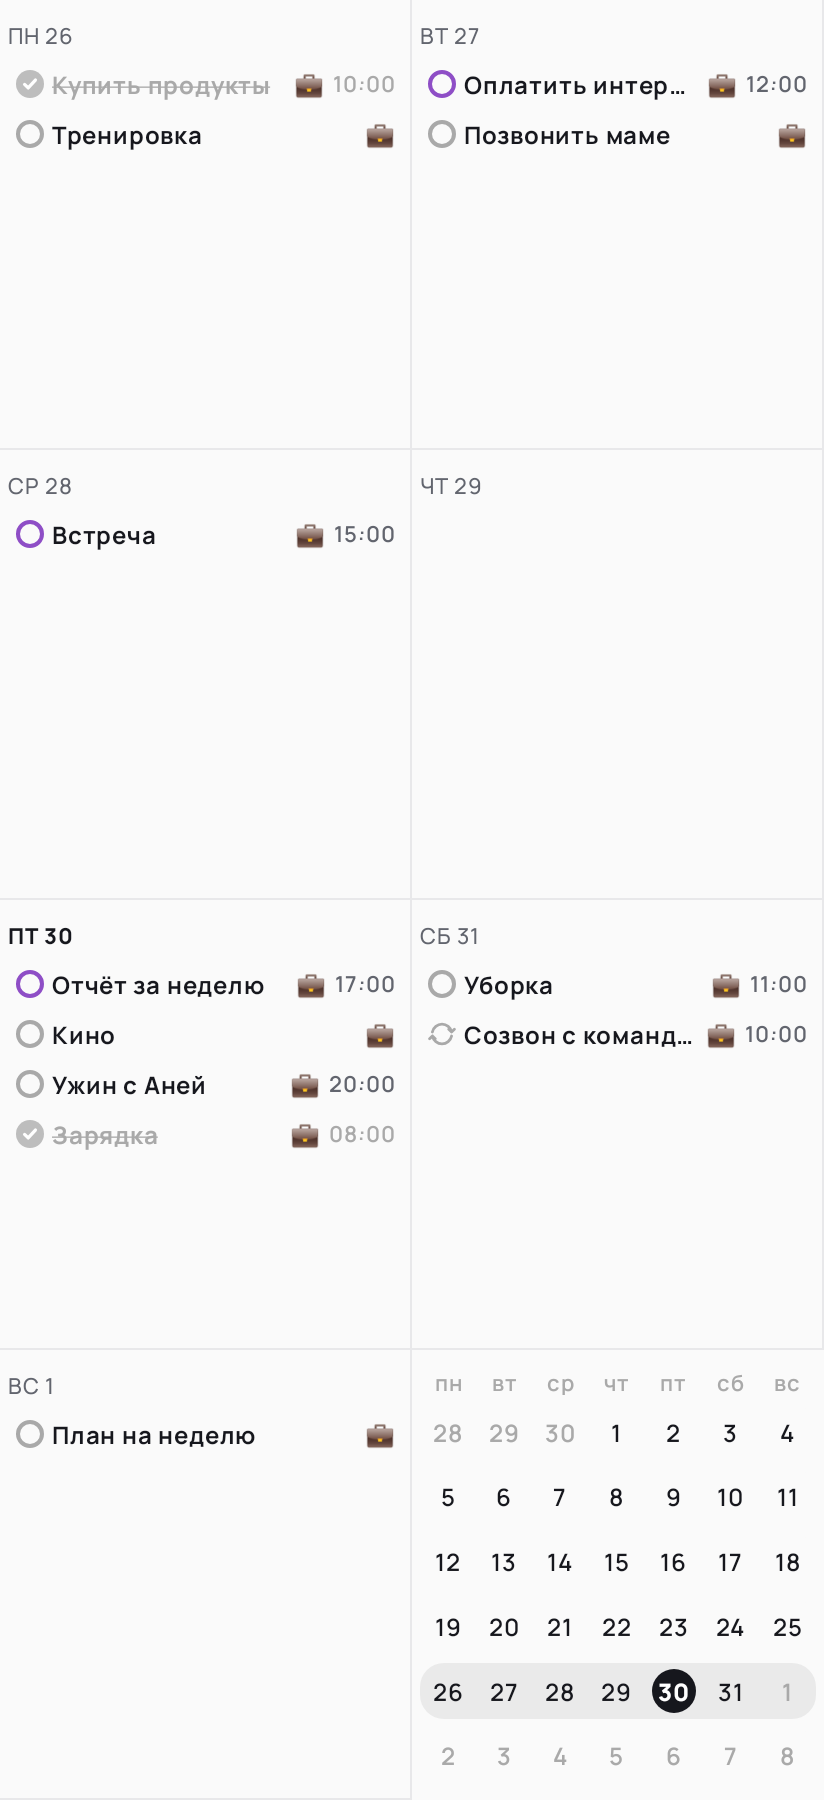 ПН 26
Купить продукты 10:00
Тренировка
ВТ 27
Оплатить интер... 12:00
Позвонить маме
СР 28
Встреча 15:00
ЧТ 29
ПТ 30
Отчёт за неделю 17:00
Кино
Ужин с Аней 20:00
Зарядка 08:00
СБ 31
Уборка 11:00
Созвон с команд... 10:00
ВС 1
План на неделю
пн вт ср чт пт сб вс
28 29 30 1 2 3 4
5 6 7 8 9 10 11
12 13 14 15 16 17 18
19 20 21 22 23 24 25
26 27 28 29 30 31 1
2 3 4 5 6 7 8